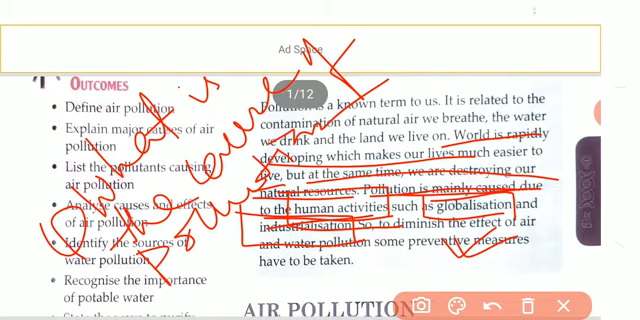 Ad Space
1/12
OUTCOMES
• Define air pollution
• Explain major causes of air
pollution
• List the pollutants causing
air pollution
• Analyse causes and effects
of air pollution
• Identify the sources of
water pollution
• Recognise the importance
of potable water
Pollution is a known term to us. It is related to the
contamination of natural air we breathe, the water
we drink and the land we live on. World is rapidly
developing which makes our lives much easier to
live, but at the same time, we are destroying our
natural resources. Pollution is mainly caused due
to the human activities such as globalisation and
industrialisation. So, to diminish the effect of air
and water pollution some preventive measures
have to be taken.
AIR POLLUTION
What is
the cause